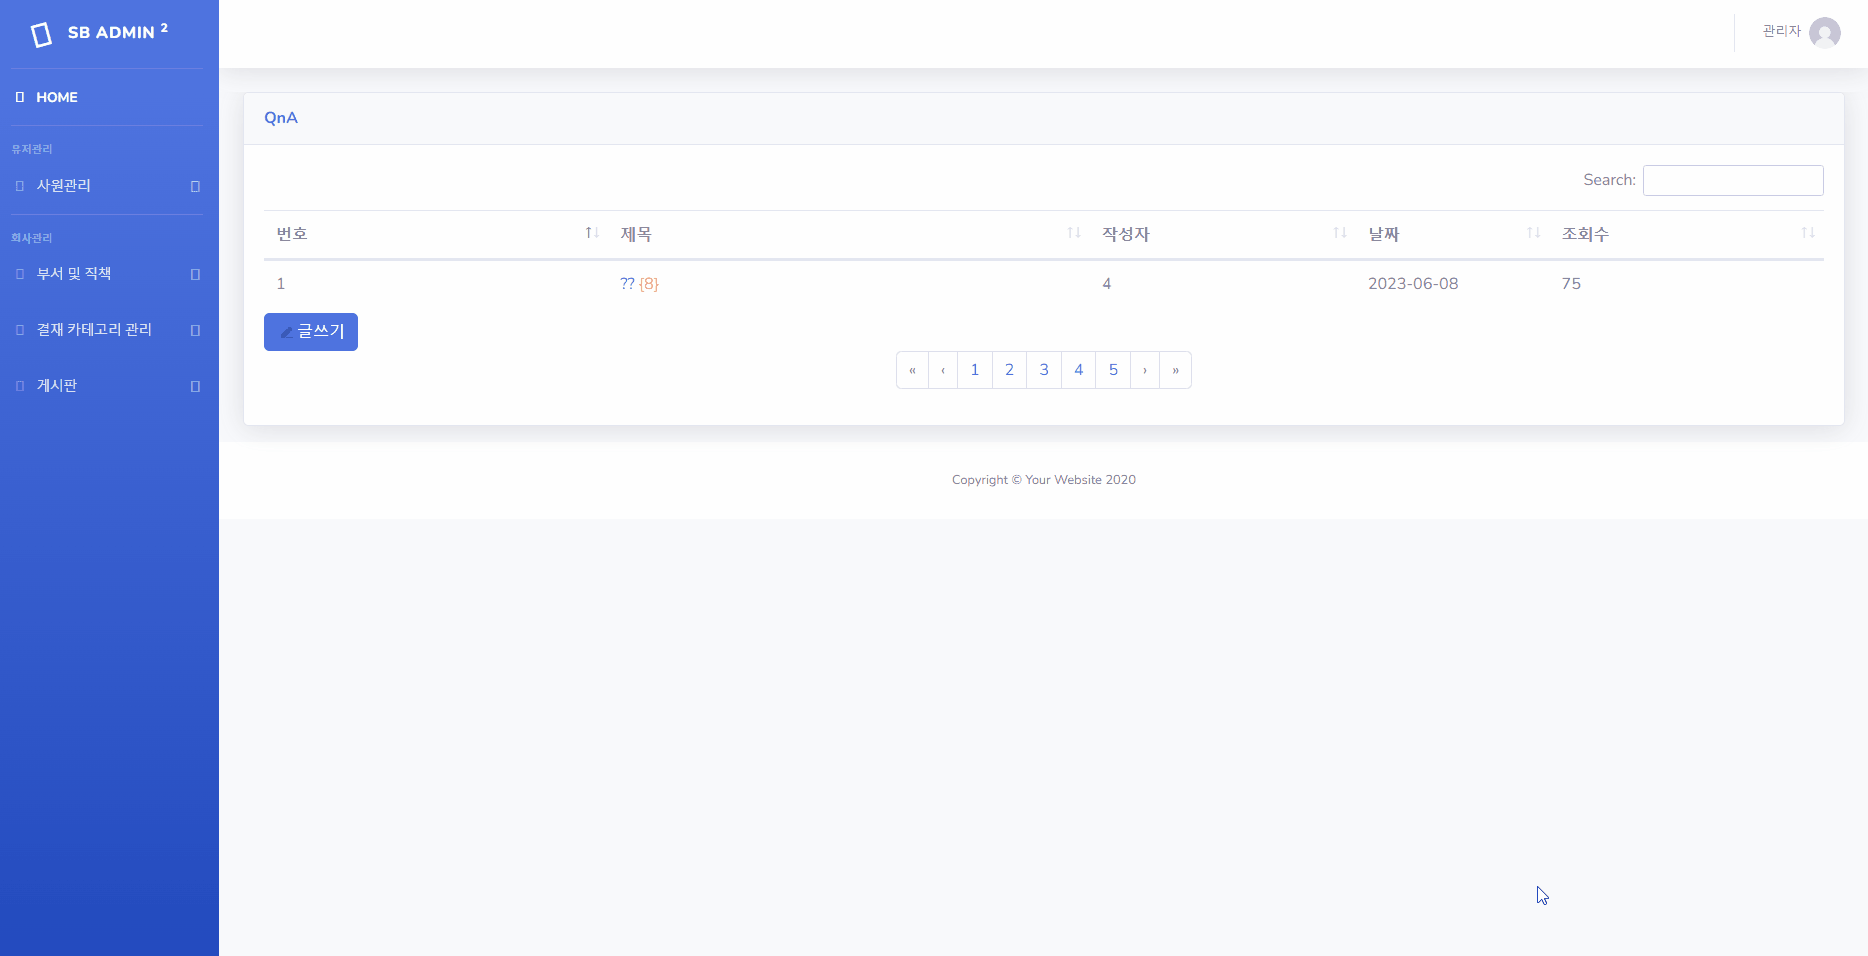 SB ADMIN 2
관리자
HOME
유저관리
사원관리
회사관리
부서 및 직책
결재 카테고리 관리
게시판
QnA
Search:
번호 제목 작성자 날짜 조회수
1 ?? {8} 4 2023-06-08 75
글쓰기
« ‹ 1 2 3 4 5 › »
Copyright © Your Website 2020